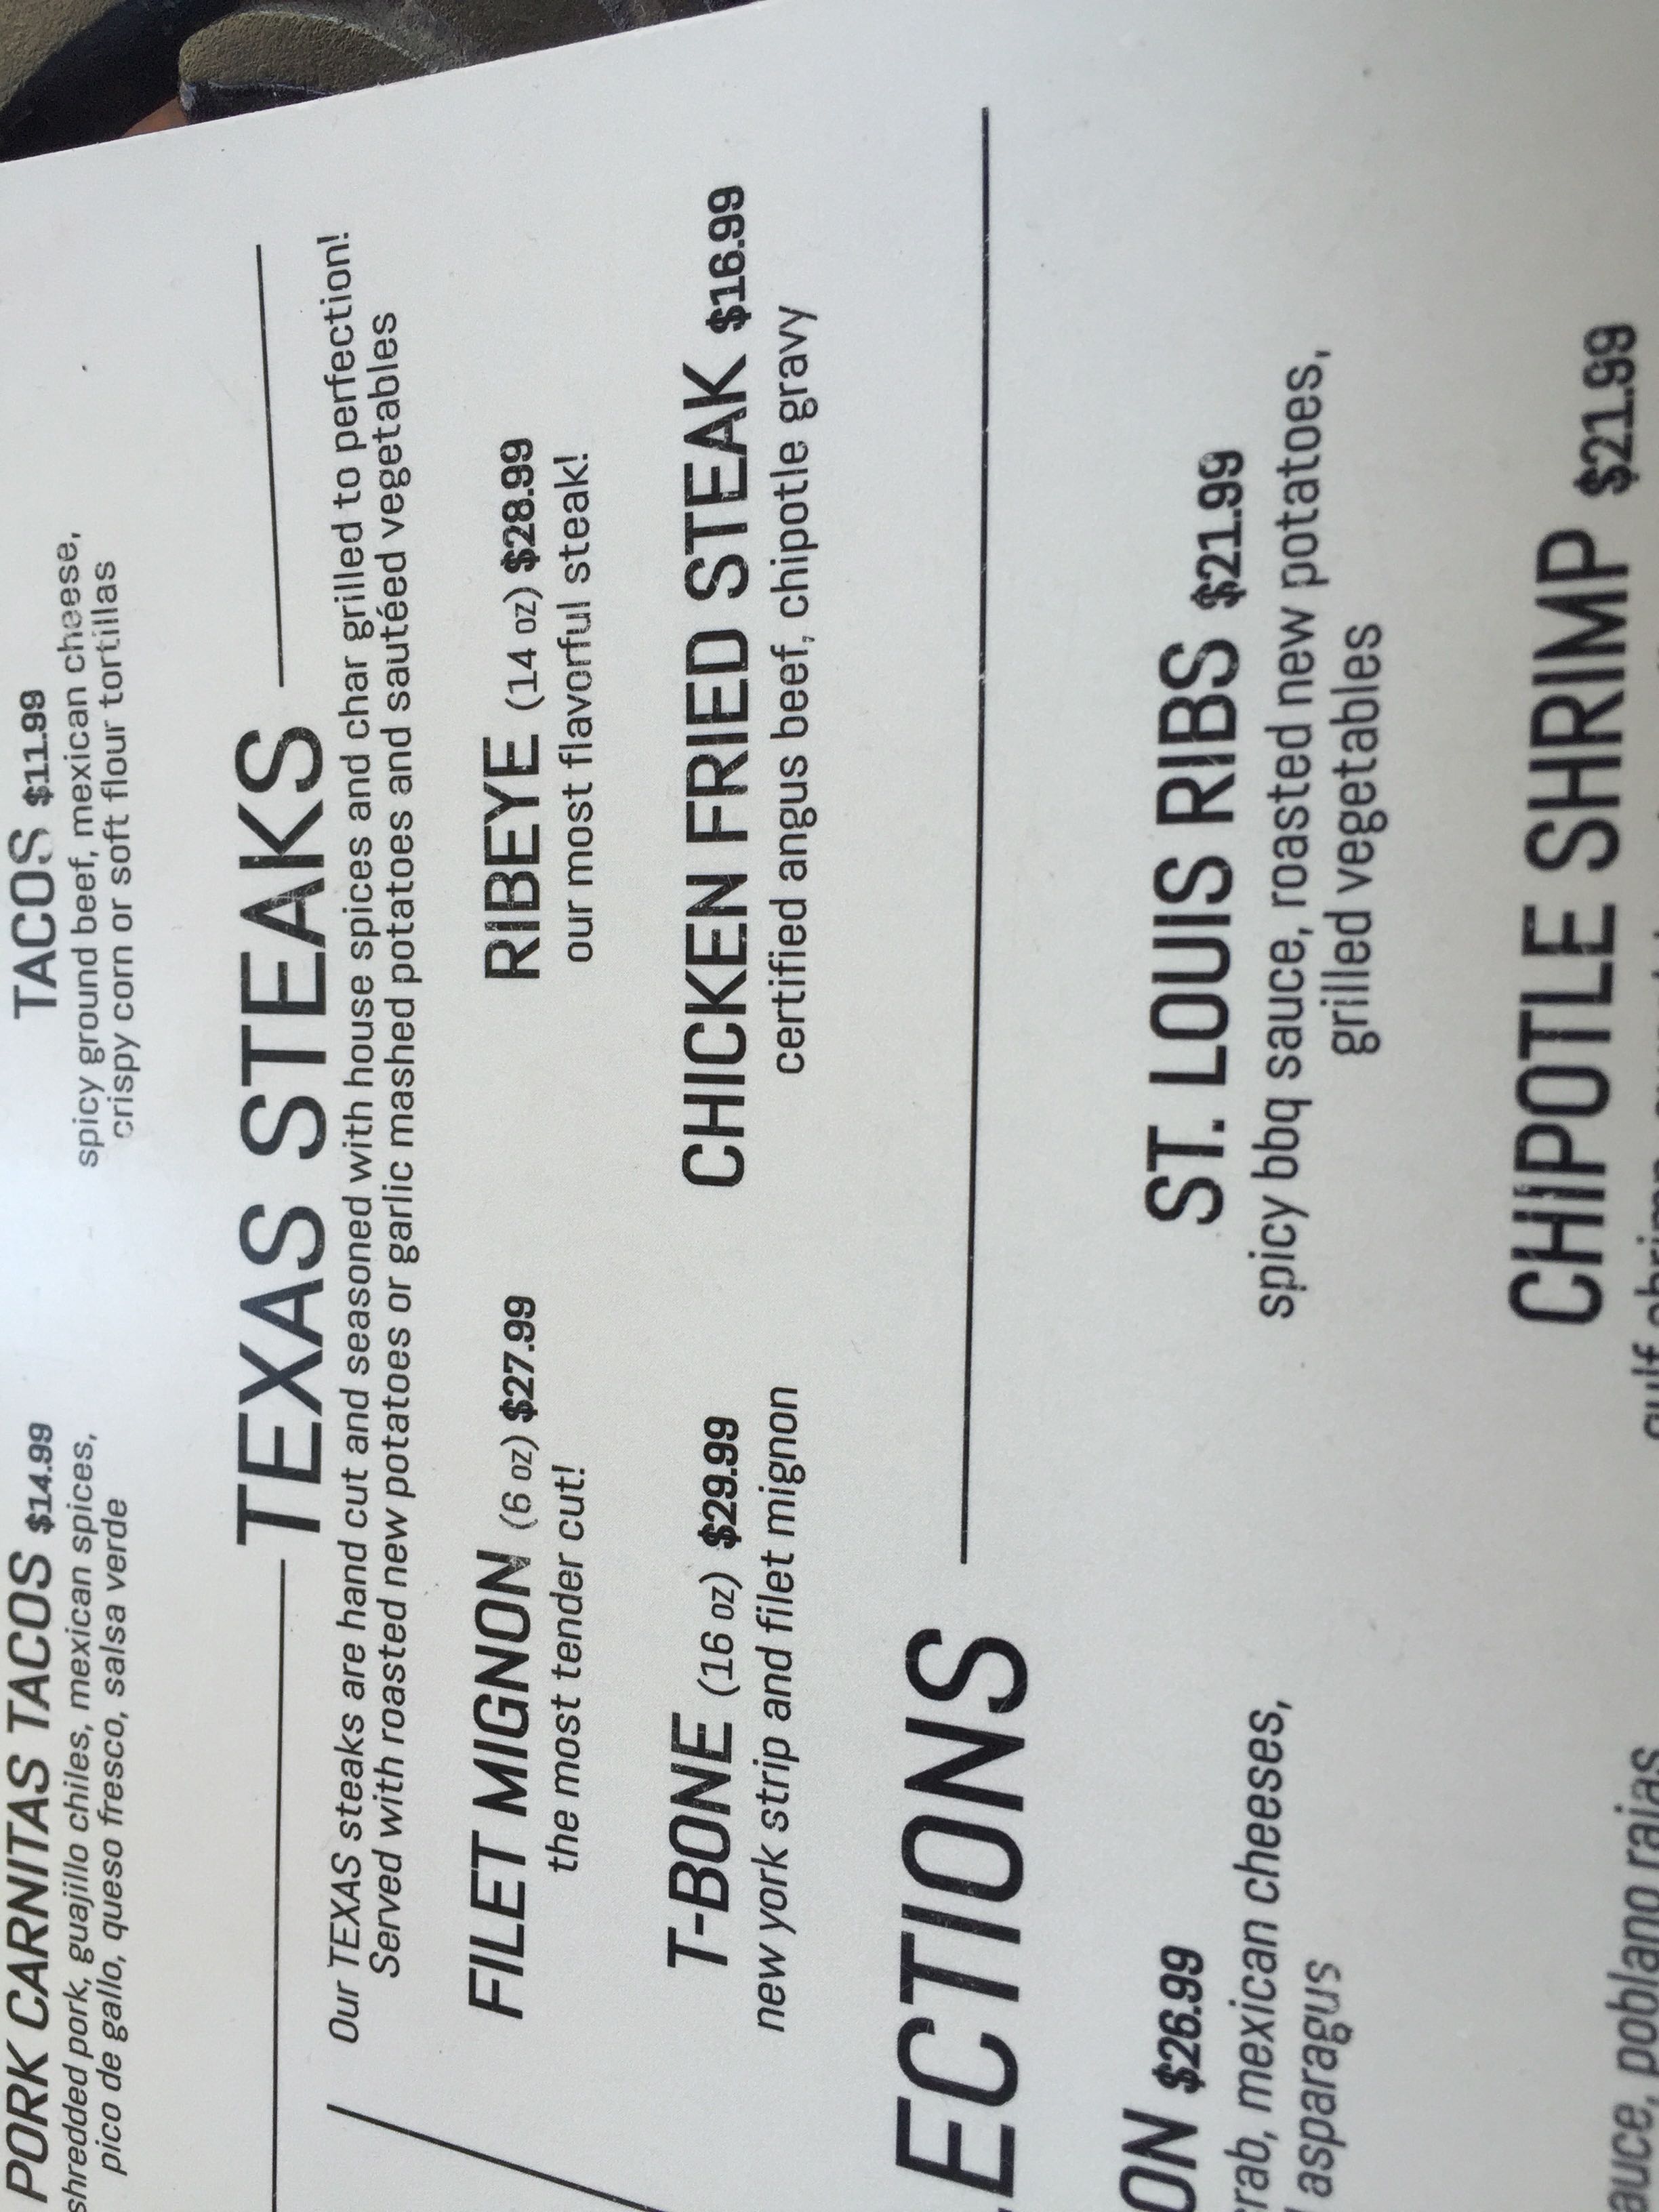 PORK CARNITAS TACOS $14.99
shredded pork, guajillo chiles, mexican spices,
pico de gallo, queso fresco, salsa verde
TACOS $11.99
spicy ground beef, mexican cheese,
crispy corn or soft flour tortillas
TEXAS STEAKS
Our TEXAS steaks are hand cut and seasoned with house spices and char grilled to perfection!
Served with roasted new potatoes or garlic mashed potatoes and sautéed vegetables
FILET MIGNON (6 oz) $27.99
the most tender cut!
RIBEYE (14 oz) $28.99
our most flavorful steak!
T-BONE (16 oz) $29.99
new york strip and filet mignon
CHICKEN FRIED STEAK $16.99
certified angus beef, chipotle gravy
ECTIONS
ON $26.99
rab, mexican cheeses,
asparagus
ST. LOUIS RIBS $21.99
spicy bbq sauce, roasted new potatoes,
grilled vegetables
auce, poblano rajas
CHIPOTLE SHRIMP $21.99